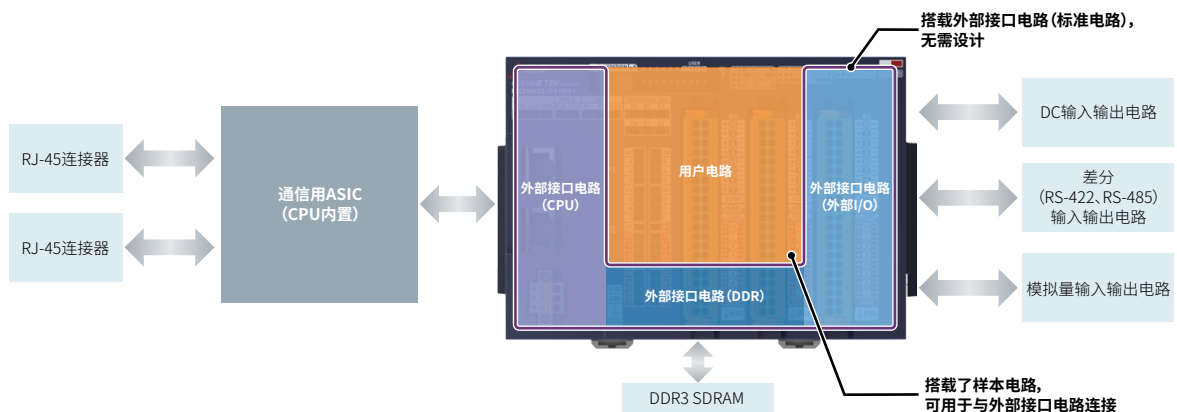 搭载外部接口电路(标准电路),
无需设计
RJ-45连接器
RJ-45连接器
通信用ASIC
(CPU内置)
外部接口电路
(CPU)
用户电路
外部接口电路
(外部I/O)
外部接口电路(DDR)
DC输入输出电路
差分
(RS-422、RS-485)
输入输出电路
模拟量输入输出电路
DDR3 SDRAM
搭载了样本电路,
可用于与外部接口电路连接